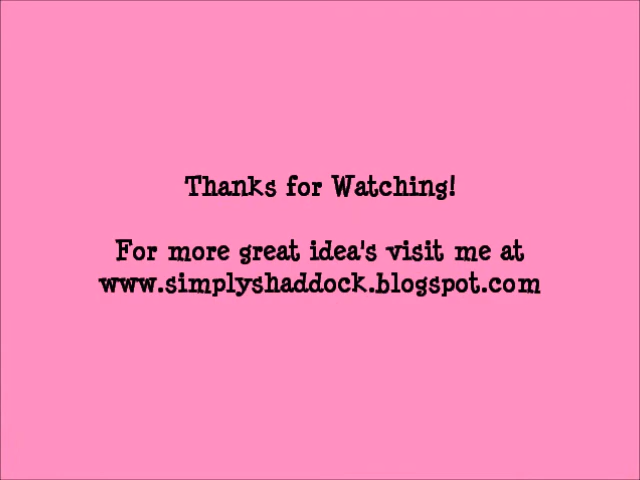 Thanks for Watching!
For more great idea's visit me at
www.simplyshaddock.blogspot.com